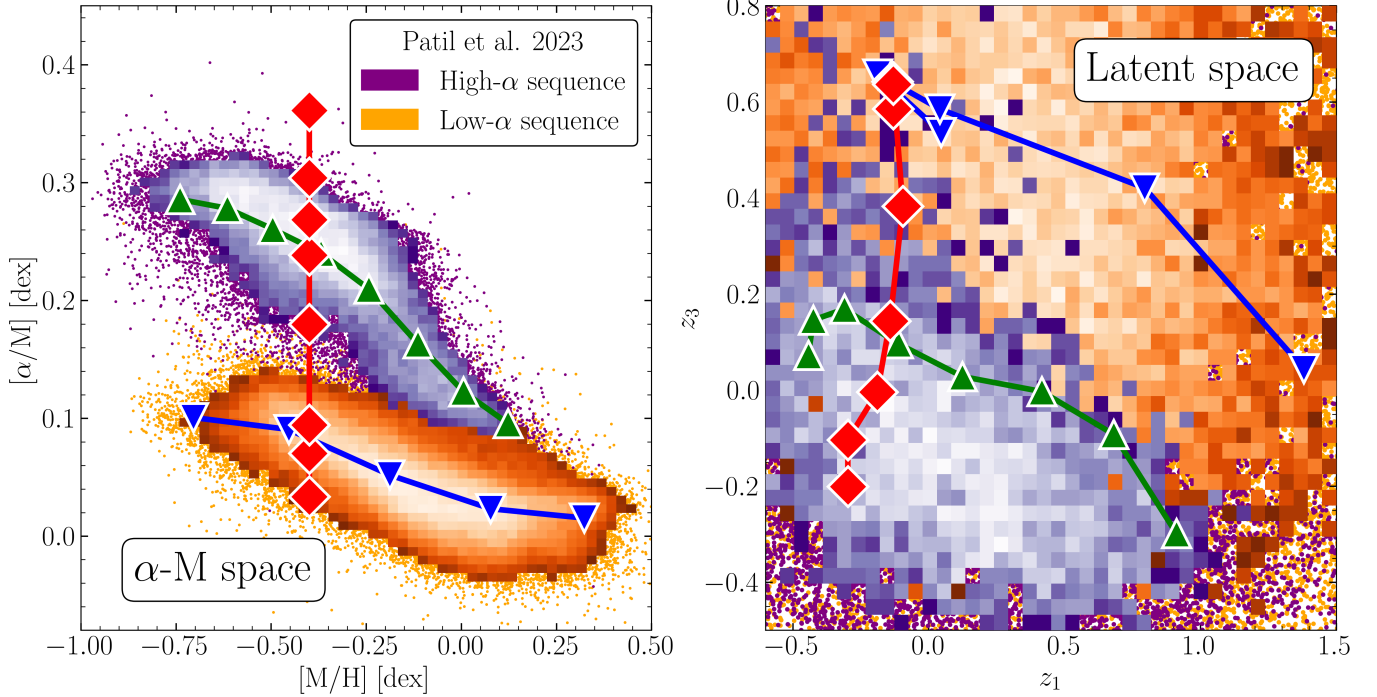 Patil et al. 2023
High-α sequence
Low-α sequence
α-M space
0.4
0.3
0.2
0.1
0.0
[α/M] [dex]
−1.00 −0.75 −0.50 −0.25 0.00 0.25 0.50
[M/H] [dex]
Latent space
0.8
0.6
0.4
0.2
0.0
−0.2
−0.4
z₃
−0.5 0.0 0.5 1.0 1.5
z₁